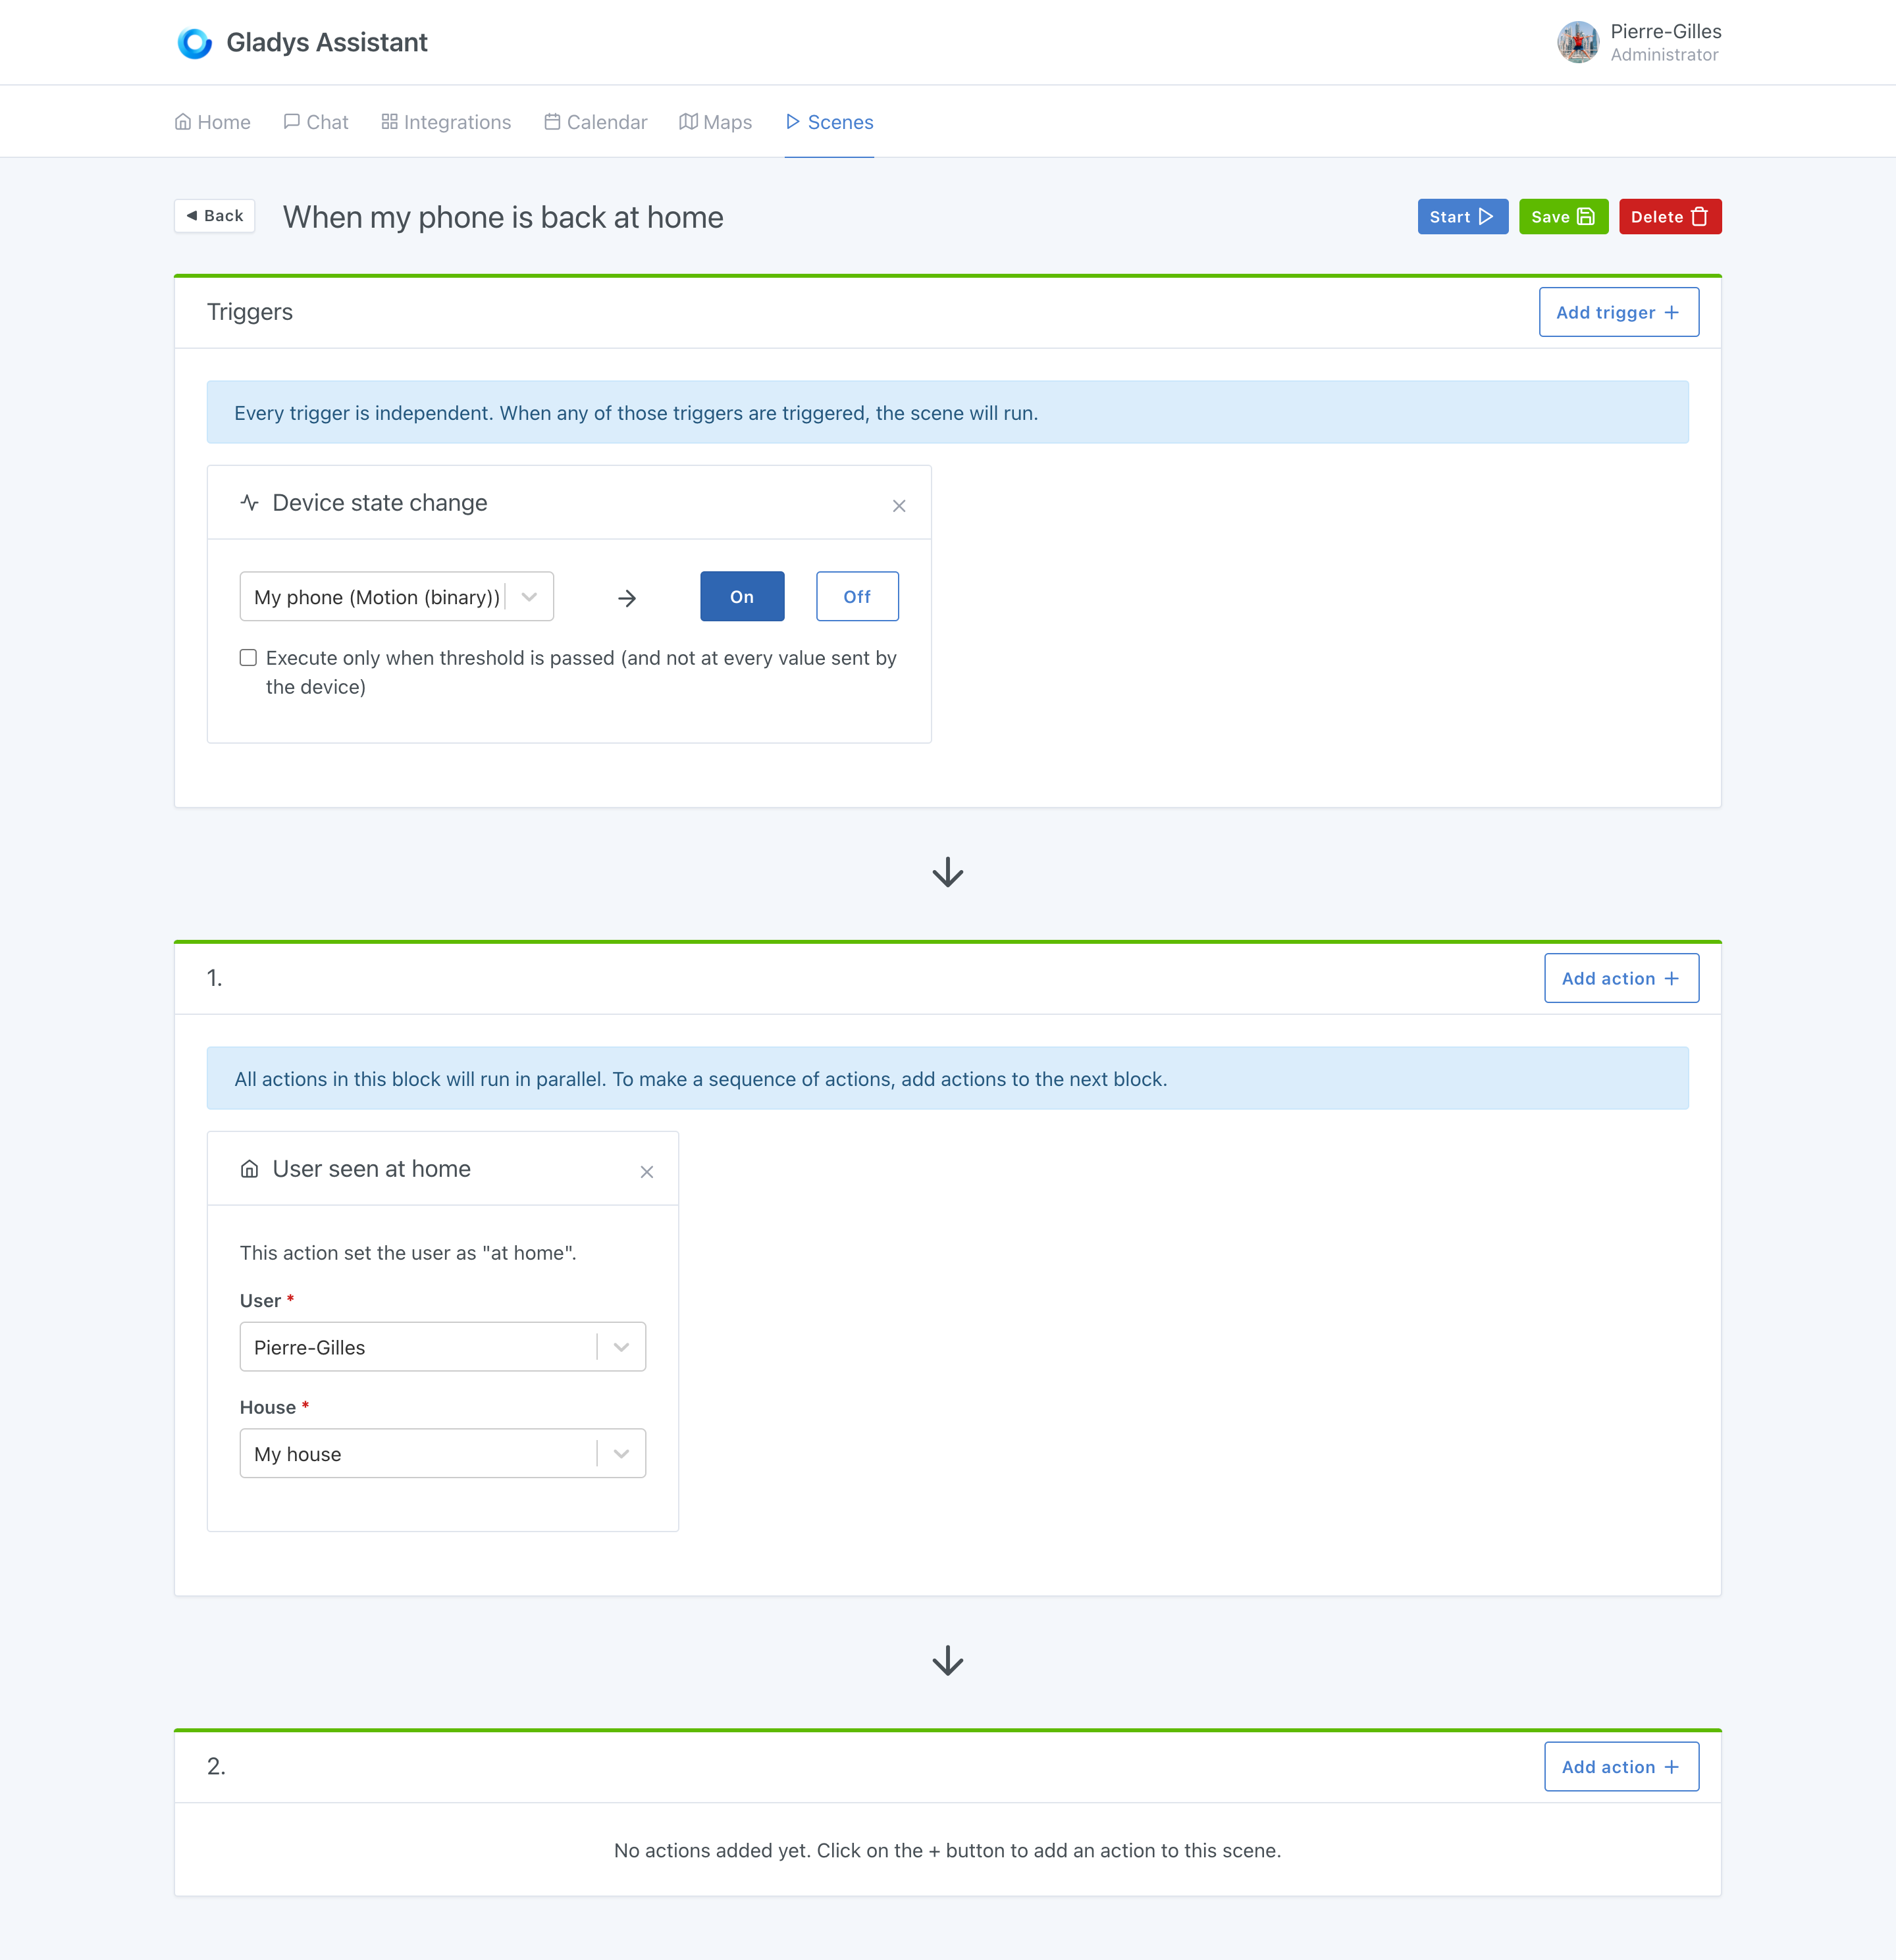 Gladys Assistant
Pierre-Gilles
Administrator
Home
Chat
Integrations
Calendar
Maps
Scenes
Back
When my phone is back at home
Start
Save
Delete
Triggers
Add trigger +
Every trigger is independent. When any of those triggers are triggered, the scene will run.
Device state change
My phone (Motion (binary))
On
Off
Execute only when threshold is passed (and not at every value sent by
the device)
1.
Add action +
All actions in this block will run in parallel. To make a sequence of actions, add actions to the next block.
User seen at home
This action set the user as "at home".
User *
Pierre-Gilles
House *
My house
2.
Add action +
No actions added yet. Click on the + button to add an action to this scene.